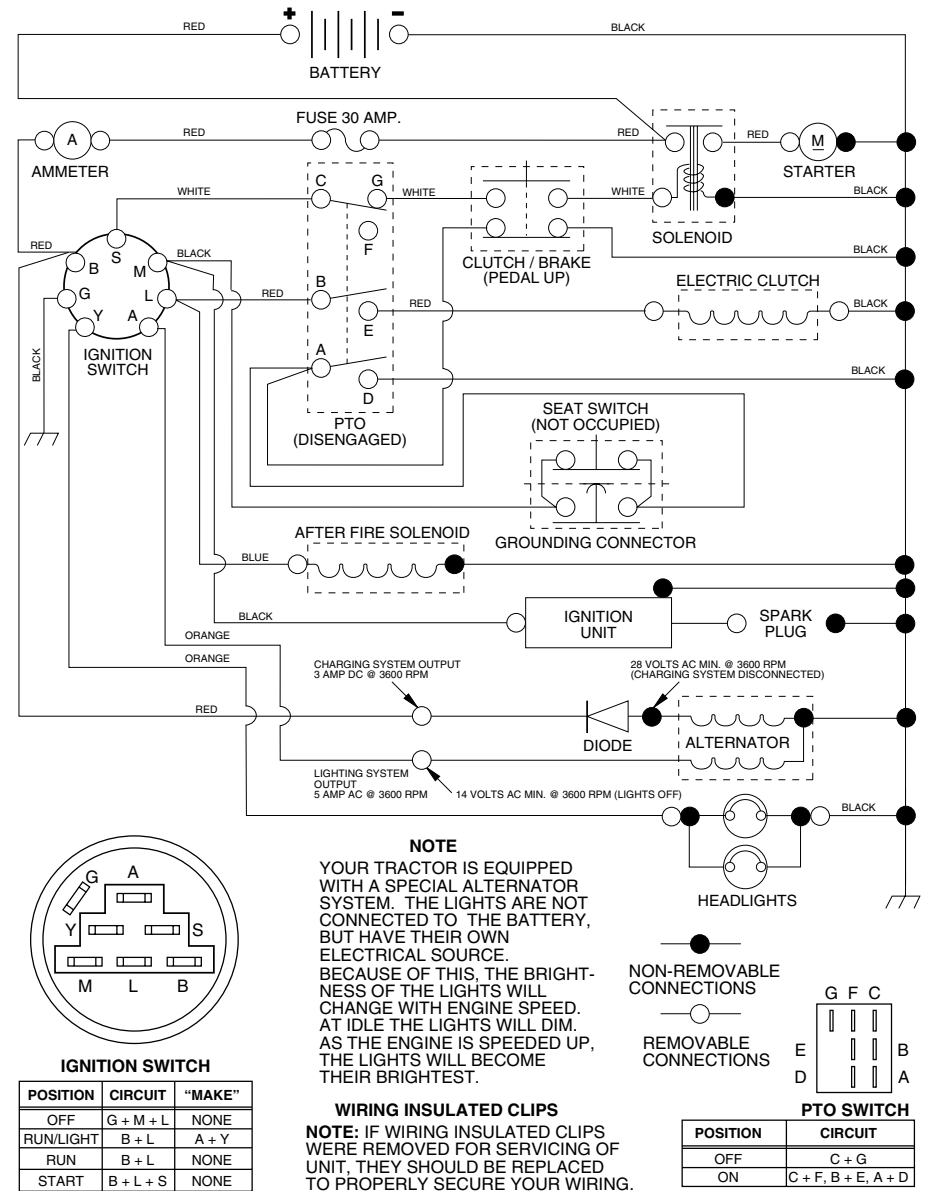 + -
RED BLACK
BATTERY
FUSE 30 AMP.
RED RED RED
A M
AMMETER STARTER
WHITE C G WHITE WHITE BLACK
F
SOLENOID
CLUTCH / BRAKE
(PEDAL UP)
BLACK
RED S BLACK
B M
G L RED B RED ELECTRIC CLUTCH BLACK
Y A E
IGNITION
SWITCH
BLACK
A BLACK
D
PTO
(DISENGAGED)
SEAT SWITCH
(NOT OCCUPIED)
GROUNDING CONNECTOR
AFTER FIRE SOLENOID
BLUE
BLACK IGNITION
UNIT
SPARK
PLUG
ORANGE
ORANGE
CHARGING SYSTEM OUTPUT
3 AMP DC @ 3600 RPM
28 VOLTS AC MIN. @ 3600 RPM
(CHARGING SYSTEM DISCONNECTED)
RED
DIODE
ALTERNATOR
LIGHTING SYSTEM
OUTPUT
5 AMP AC @ 3600 RPM
14 VOLTS AC MIN. @ 3600 RPM (LIGHTS OFF)
BLACK
HEADLIGHTS
G A
Y S
M L B
IGNITION SWITCH
POSITION CIRCUIT "MAKE"
OFF G + M + L NONE
RUN/LIGHT B + L A + Y
RUN B + L NONE
START B + L + S NONE
NOTE
YOUR TRACTOR IS EQUIPPED
WITH A SPECIAL ALTERNATOR
SYSTEM. THE LIGHTS ARE NOT
CONNECTED TO THE BATTERY,
BUT HAVE THEIR OWN
ELECTRICAL SOURCE.
BECAUSE OF THIS, THE BRIGHT-
NESS OF THE LIGHTS WILL
CHANGE WITH ENGINE SPEED.
AT IDLE THE LIGHTS WILL DIM.
AS THE ENGINE IS SPEEDED UP,
THE LIGHTS WILL BECOME
THEIR BRIGHTEST.
WIRING INSULATED CLIPS
NOTE: IF WIRING INSULATED CLIPS
WERE REMOVED FOR SERVICING OF
UNIT, THEY SHOULD BE REPLACED
TO PROPERLY SECURE YOUR WIRING.
NON-REMOVABLE
CONNECTIONS
REMOVABLE
CONNECTIONS
G F C
E B
D A
PTO SWITCH
POSITION CIRCUIT
OFF C + G
ON C + F, B + E, A + D